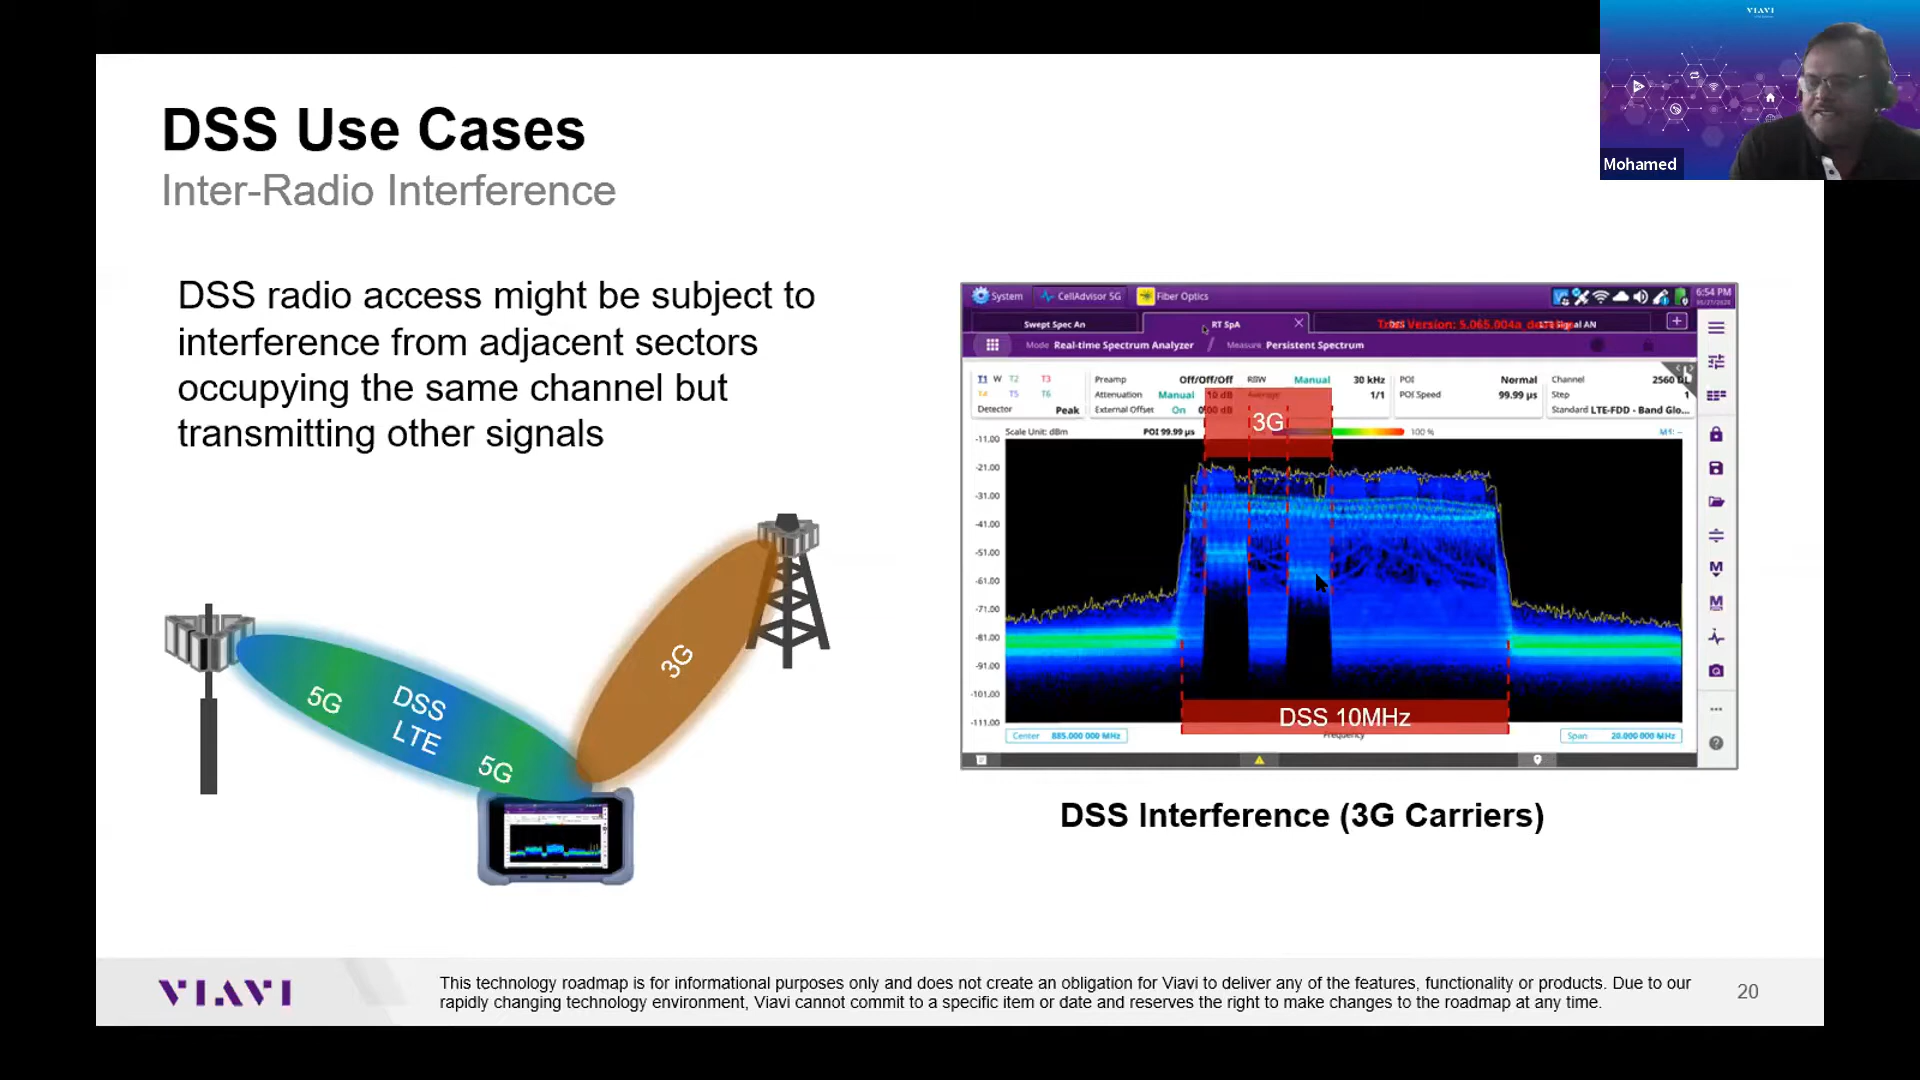 VIAVI
Mohamed
DSS Use Cases
Inter-Radio Interference
DSS radio access might be subject to
interference from adjacent sectors
occupying the same channel but
transmitting other signals
5G
DSS
LTE
5G
3G
System
CellAdvisor 5G
Fiber Optics
6:54 PM
Swept Spec An
RT SpA
Trial Version: 5.065.004a_
Signal AN
Mode Real-time Spectrum Analyzer / Measure Persistent Spectrum
T1 W T2 T3
T4 T5 T6
Detector Peak
Preamp Off/Off/Off
Attenuation Manual 10 dB
External Offset On 0.00 dB
RBW Manual 30 kHz
Average 1/1
POI Normal
POI Speed 99.99 µs
Channel 2560 DL
Step 1
Standard LTE-FDD - Band Glo...
Scale Unit: dBm
POI 99.99 µs
3G
100 %
M1: --
-11.00
-21.00
-31.00
-41.00
-51.00
-61.00
-71.00
-81.00
-91.00
-101.00
-111.00
DSS 10MHz
Center 885.000 000 MHz
Frequency
Span 20.000 000 MHz
DSS Interference (3G Carriers)
VIAVI
This technology roadmap is for informational purposes only and does not create an obligation for Viavi to deliver any of the features, functionality or products. Due to our
rapidly changing technology environment, Viavi cannot commit to a specific item or date and reserves the right to make changes to the roadmap at any time.
20